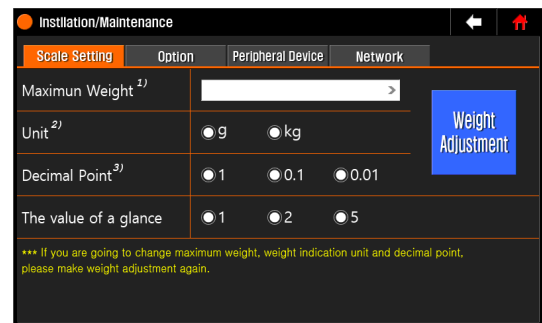 Instllation/Maintenance
Scale Setting Option Peripheral Device Network
Maximun Weight 1) >
Unit 2) g kg
Weight
Adjustment
Decimal Point 3) 1 0.1 0.01
The value of a glance 1 2 5
*** If you are going to change maximum weight, weight indication unit and decimal point,
please make weight adjustment again.